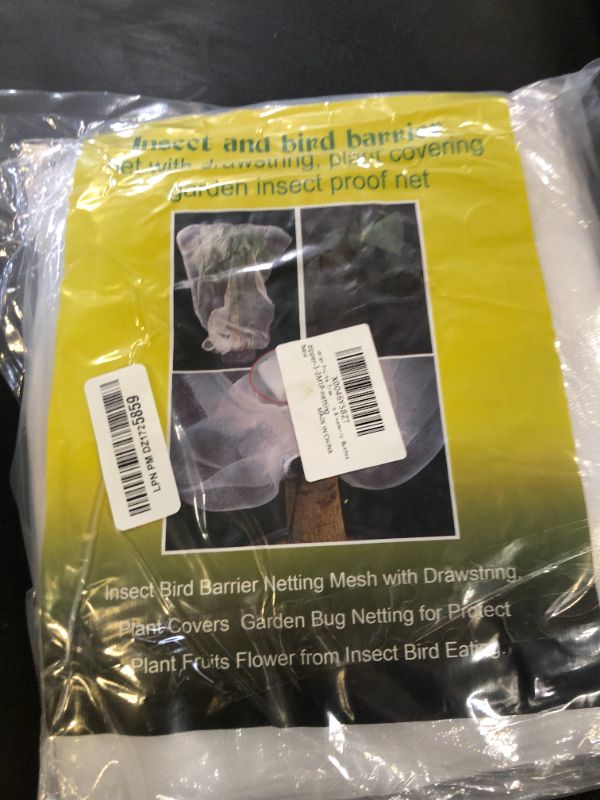 Insect and bird barrier
net with drawstring, plant covering
garden insect proof net
X0046YSBZT
MADE IN CHINA
New
LPN PM DZ1725859
Insect Bird Barrier Netting Mesh with Drawstring,
Plant Covers Garden Bug Netting for Protect
Plant Fruits Flower from Insect Bird Eating.